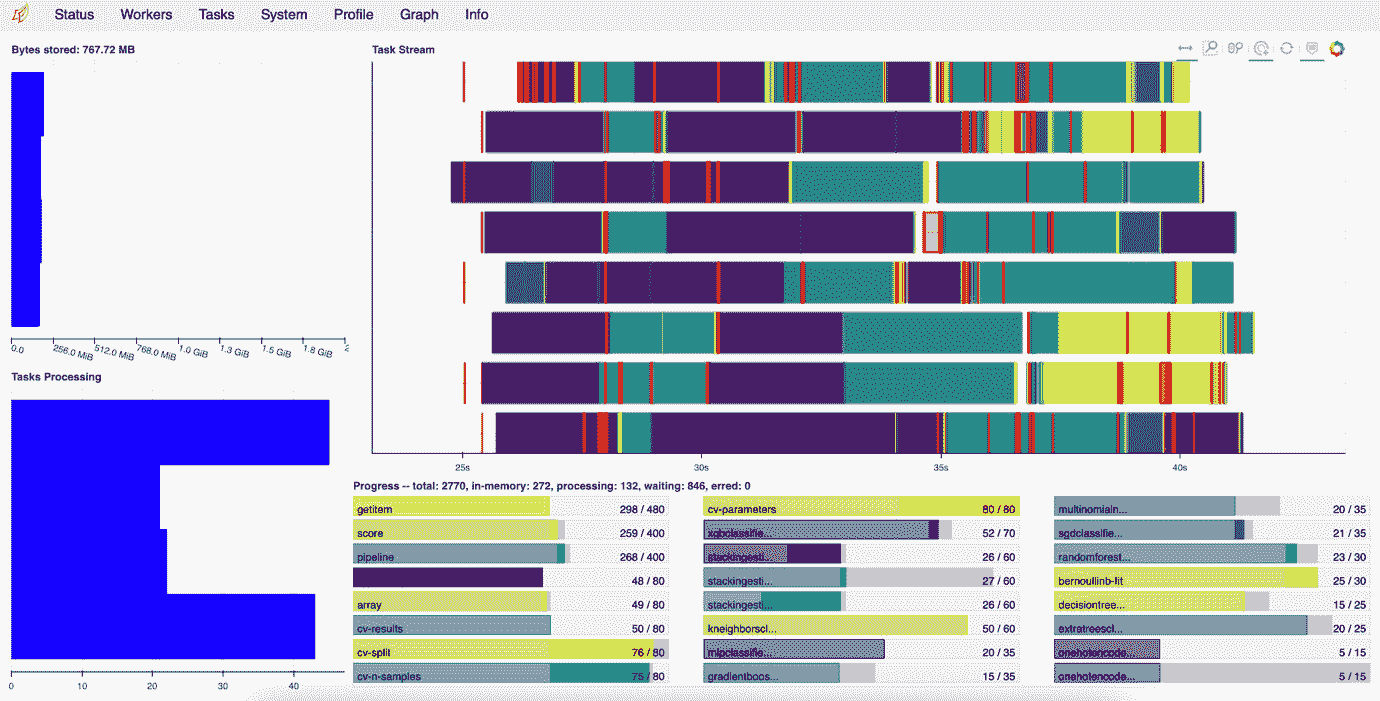 Status Workers Tasks System Profile Graph Info
Bytes stored: 767.72 MB
0.0 256.0 MiB 512.0 MiB 768.0 MiB 1.0 GiB 1.3 GiB 1.5 GiB 1.8 GiB 2
Tasks Processing
0 10 20 30 40
Task Stream
25s 30s 35s 40s
Progress -- total: 2770, in-memory: 272, processing: 132, waiting: 846, erred: 0
getitem 298 / 480
score 259 / 400
pipeline 268 / 400
48 / 80
array 49 / 80
cv-results 50 / 80
cv-split 76 / 80
cv-n-samples 75 / 80
cv-parameters 80 / 80
xgbclassifie... 52 / 70
stackingesti... 26 / 60
stackingesti... 27 / 60
stackingesti... 26 / 60
kneighborscl... 50 / 60
mlpclassifie... 20 / 35
gradientboos... 15 / 35
multinomialn... 20 / 35
sgdclassifie... 21 / 35
randomforest... 23 / 30
bernoullinb-fit 25 / 30
decisiontree... 15 / 25
extratreescl... 20 / 25
onehotencode... 5 / 15
onehotencode... 5 / 15